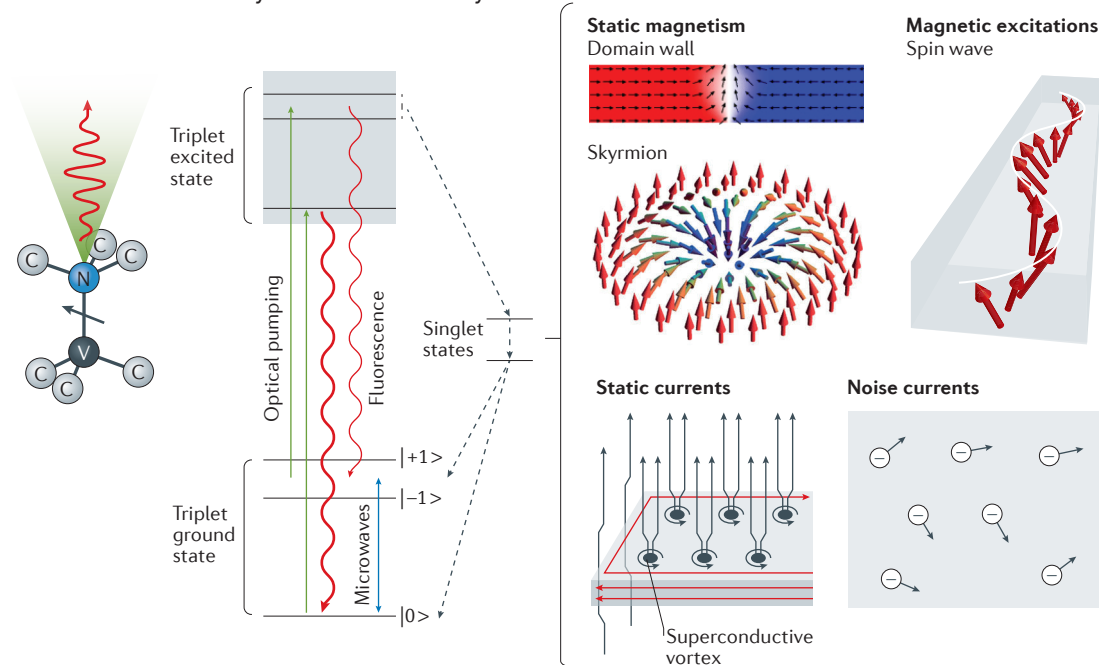 C
C
C
N
V
C
C
C
Triplet
excited
state
Optical pumping
Fluorescence
Singlet
states
|+1>
|−1>
Triplet
ground
state
Microwaves
|0>
Static magnetism
Domain wall
Skyrmion
Magnetic excitations
Spin wave
Static currents
Superconductive
vortex
Noise currents
−
−
−
−
−
−
−